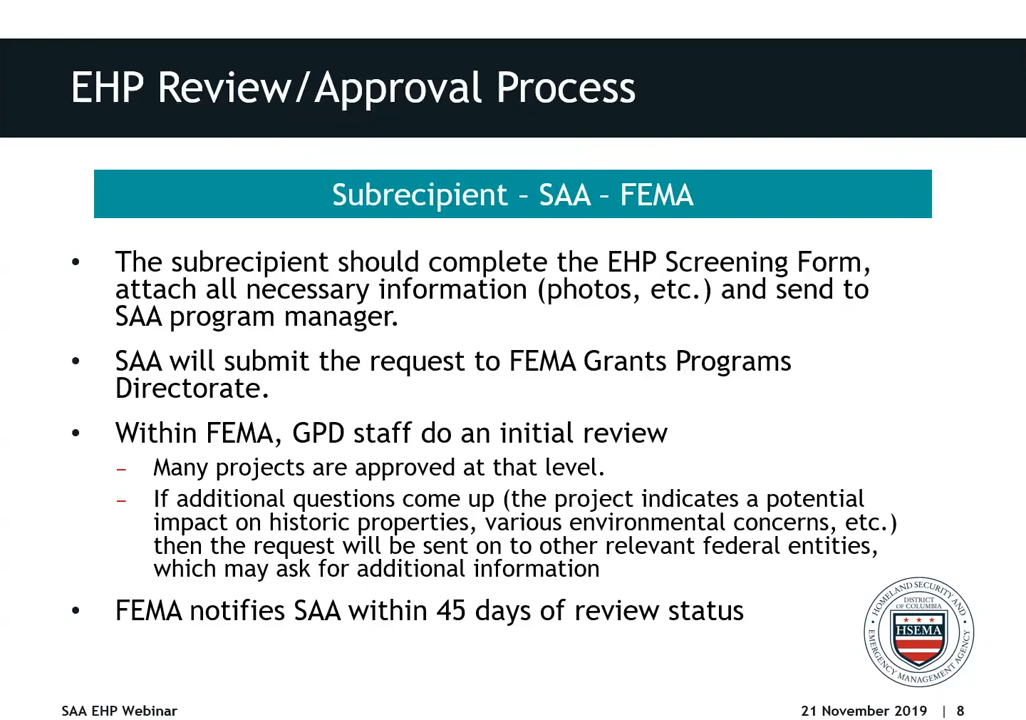 EHP Review/Approval Process
Subrecipient – SAA – FEMA
• The subrecipient should complete the EHP Screening Form,
attach all necessary information (photos, etc.) and send to
SAA program manager.
• SAA will submit the request to FEMA Grants Programs
Directorate.
• Within FEMA, GPD staff do an initial review
– Many projects are approved at that level.
– If additional questions come up (the project indicates a potential
impact on historic properties, various environmental concerns, etc.)
then the request will be sent on to other relevant federal entities,
which may ask for additional information
• FEMA notifies SAA within 45 days of review status
HOMELAND SECURITY AND
DISTRICT
OF COLUMBIA
HSEMA
EMERGENCY MANAGEMENT AGENCY
SAA EHP Webinar
21 November 2019 | 8